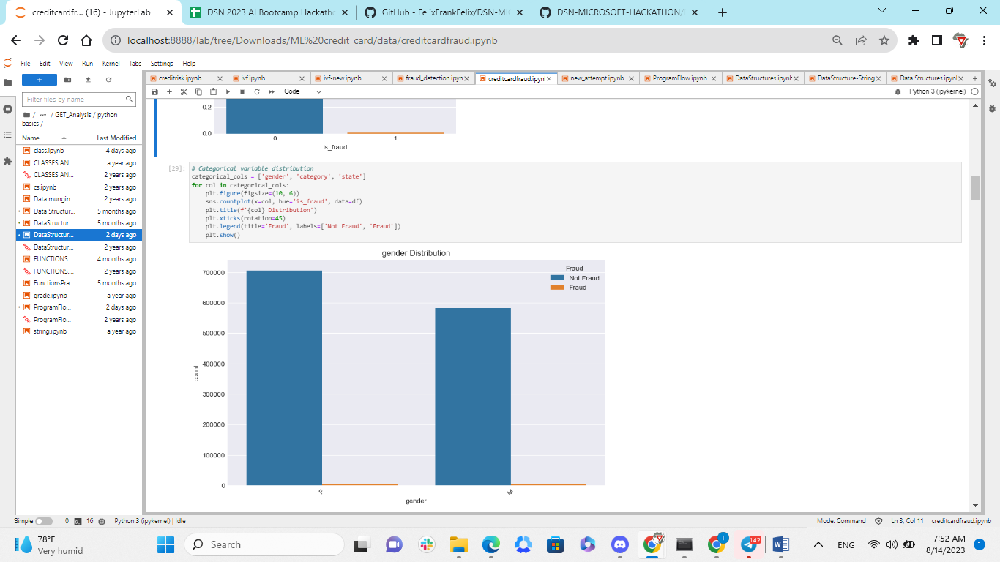 creditcardfr... (16) - JupyterLab
DSN 2023 AI Bootcamp Hackatho
GitHub - FelixFrankFelix/DSN-MIC
DSN-MICROSOFT-HACKATHON/
localhost:8888/lab/tree/Downloads/ML%20credit_card/data/creditcardfraud.ipynb
File Edit View Run Kernel Tabs Settings Help
creditrisk.ipynb
ivf.ipynb
ivf-new.ipynb
fraud_detection.ipyn
creditcardfraud.ipynl
new_attempt.ipynb
ProgramFlow.ipynb
DataStructures.ipynb
DataStructure-String
Data Structures.ipynl
Code
Python 3 (ipykernel)
Filter files by name
/ ... / GET_Analysis / python
basics /
Name Last Modified
class.ipynb 4 days ago
CLASSES AN... a year ago
CLASSES AN... 2 years ago
cs.ipynb 2 years ago
Data mungin... 2 years ago
Data Structur... 5 months ago
DataStructur... 5 months ago
DataStructur... 2 days ago
DataStructur... 2 years ago
FUNCTIONS.... 4 months ago
FUNCTIONS.... 2 years ago
FunctionsPra... 5 months ago
grade.ipynb a year ago
ProgramFlo... 2 days ago
ProgramFlo... 2 years ago
string.ipynb a year ago
0.2
0.0
0 1
is_fraud
[29]:
# Categorical variable distribution
categorical_cols = ['gender', 'category', 'state']
for col in categorical_cols:
plt.figure(figsize=(10, 6))
sns.countplot(x=col, hue='is_fraud', data=df)
plt.title(f'{col} Distribution')
plt.xticks(rotation=45)
plt.legend(title='Fraud', labels=['Not Fraud', 'Fraud'])
plt.show()
gender Distribution
Fraud
Not Fraud
Fraud
700000
600000
500000
400000
300000
200000
100000
0
count
F M
gender
Simple 0 16 Python 3 (ipykernel) | Idle
Mode: Command Ln 3, Col 11 creditcardfraud.ipynb
78°F
Very humid
Search
1
142
ENG
7:52 AM
8/14/2023
1